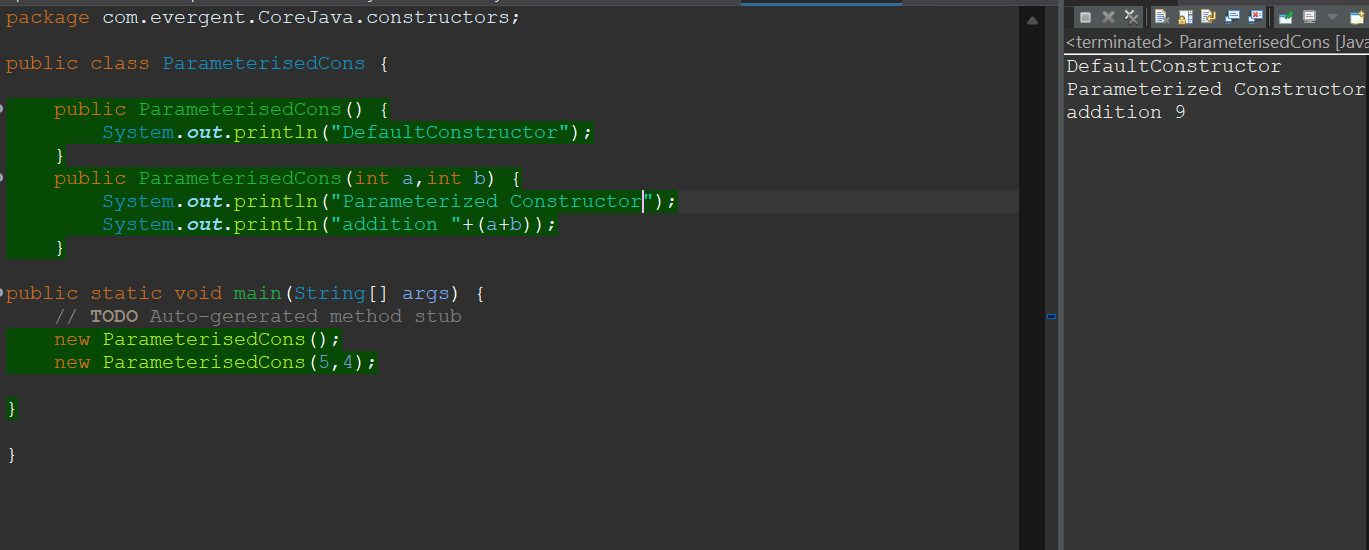 package com.evergent.CoreJava.constructors;
public class ParameterisedCons {
public ParameterisedCons() {
System.out.println("DefaultConstructor");
}
public ParameterisedCons(int a,int b) {
System.out.println("Parameterized Constructor");
System.out.println("addition "+(a+b));
}
public static void main(String[] args) {
// TODO Auto-generated method stub
new ParameterisedCons();
new ParameterisedCons(5,4);
}
}
<terminated> ParameterisedCons [Java
DefaultConstructor
Parameterized Constructor
addition 9